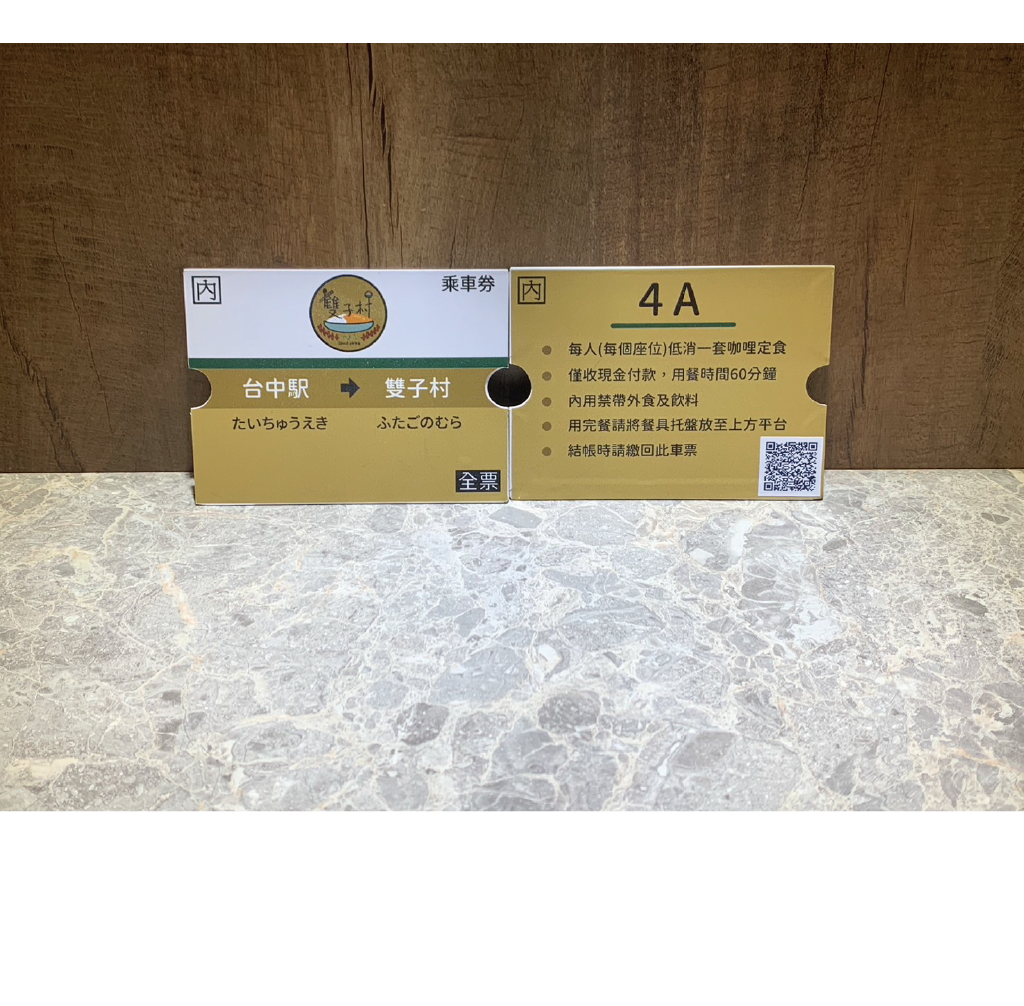 內
雙子村
乘車券
台中駅 ➡ 雙子村
たいちゅうえき ふたごのむら
全票
內
4A
每人(每個座位)低消一套咖哩定食
僅收現金付款，用餐時間60分鐘
內用禁帶外食及飲料
用完餐請將餐具托盤放至上方平台
結帳時請繳回此車票